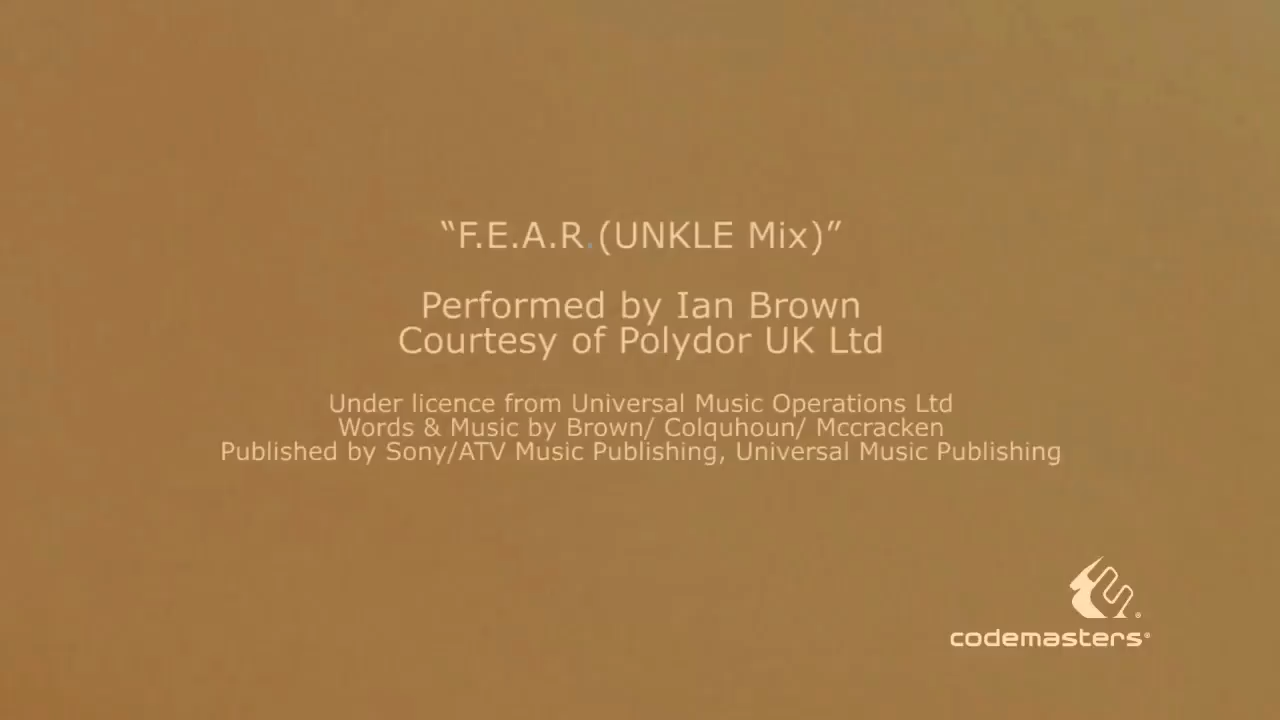 “F.E.A.R.(UNKLE Mix)”
Performed by Ian Brown
Courtesy of Polydor UK Ltd
Under licence from Universal Music Operations Ltd
Words & Music by Brown/ Colquhoun/ Mccracken
Published by Sony/ATV Music Publishing, Universal Music Publishing
codemasters®